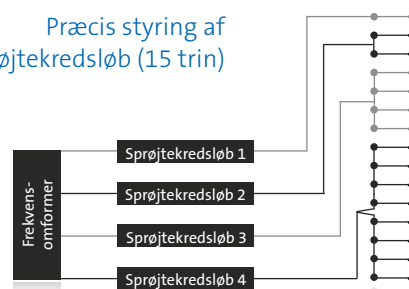 Præcis styring af
øjtekredsløb (15 trin)
Sprøjtekredsløb 1
Sprøjtekredsløb 2
Sprøjtekredsløb 3
Sprøjtekredsløb 4
Frekvens-
omformer